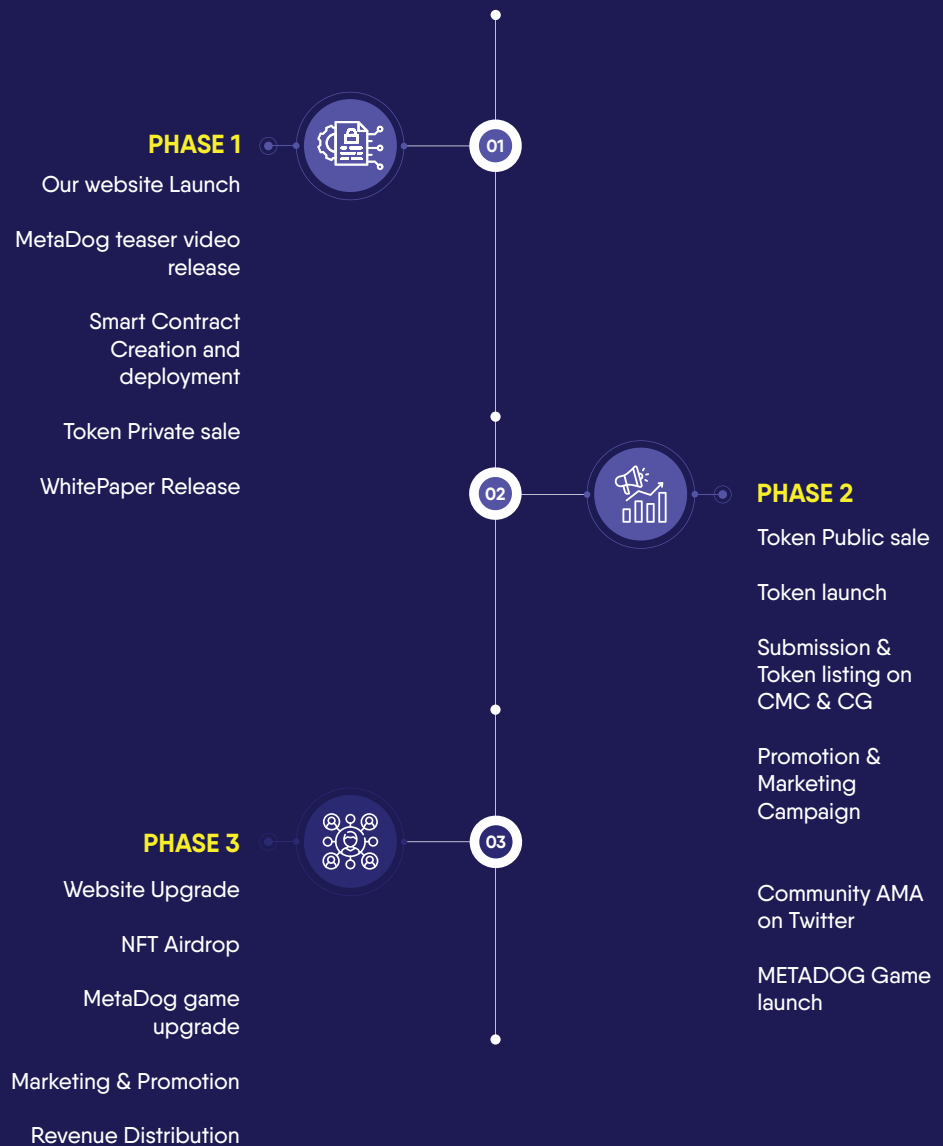 PHASE 1
01
Our website Launch
MetaDog teaser video
release
Smart Contract
Creation and
deployment
Token Private sale
WhitePaper Release
02
PHASE 2
Token Public sale
Token launch
Submission &
Token listing on
CMC & CG
Promotion &
Marketing
Campaign
Community AMA
on Twitter
METADOG Game
launch
PHASE 3
03
Website Upgrade
NFT Airdrop
MetaDog game
upgrade
Marketing & Promotion
Revenue Distribution